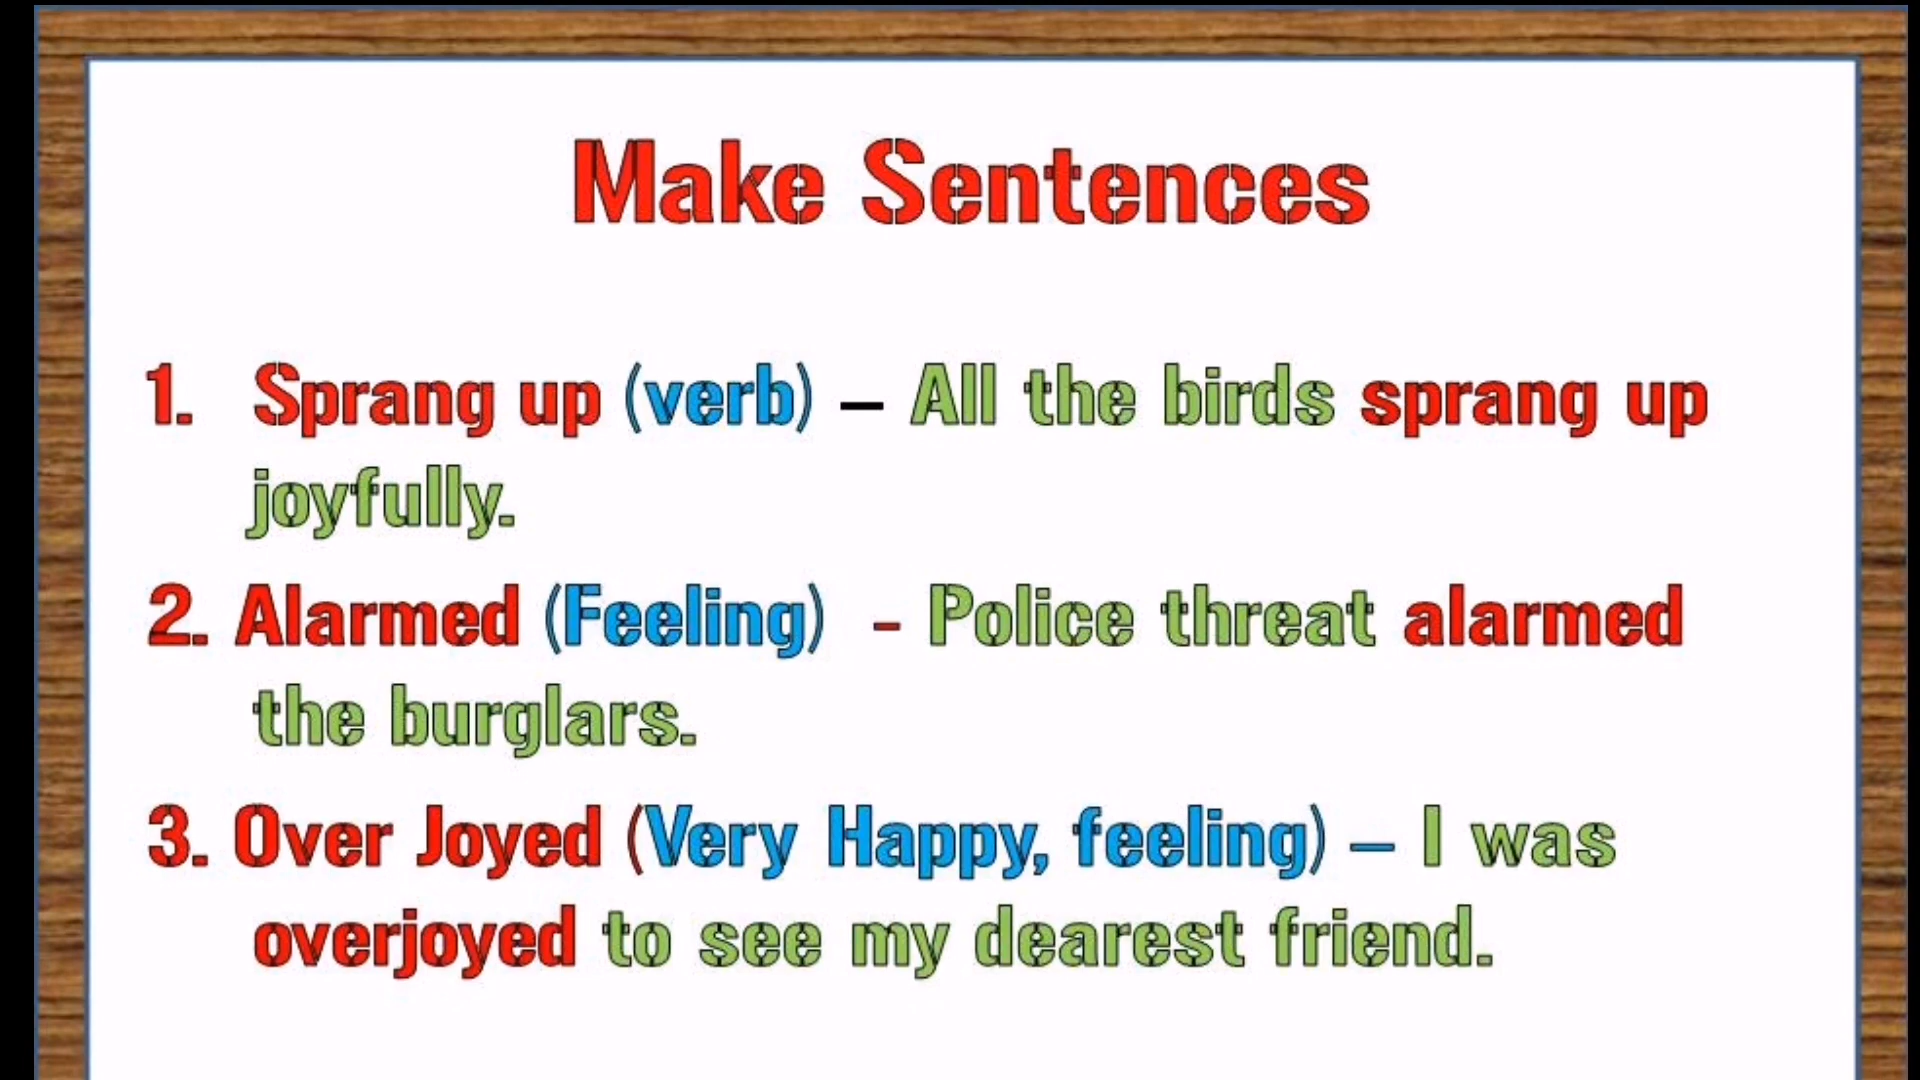 Make Sentences
1. Sprang up (verb) – All the birds sprang up
joyfully.
2. Alarmed (Feeling) - Police threat alarmed
the burglars.
3. Over Joyed (Very Happy, feeling) – I was
overjoyed to see my dearest friend.